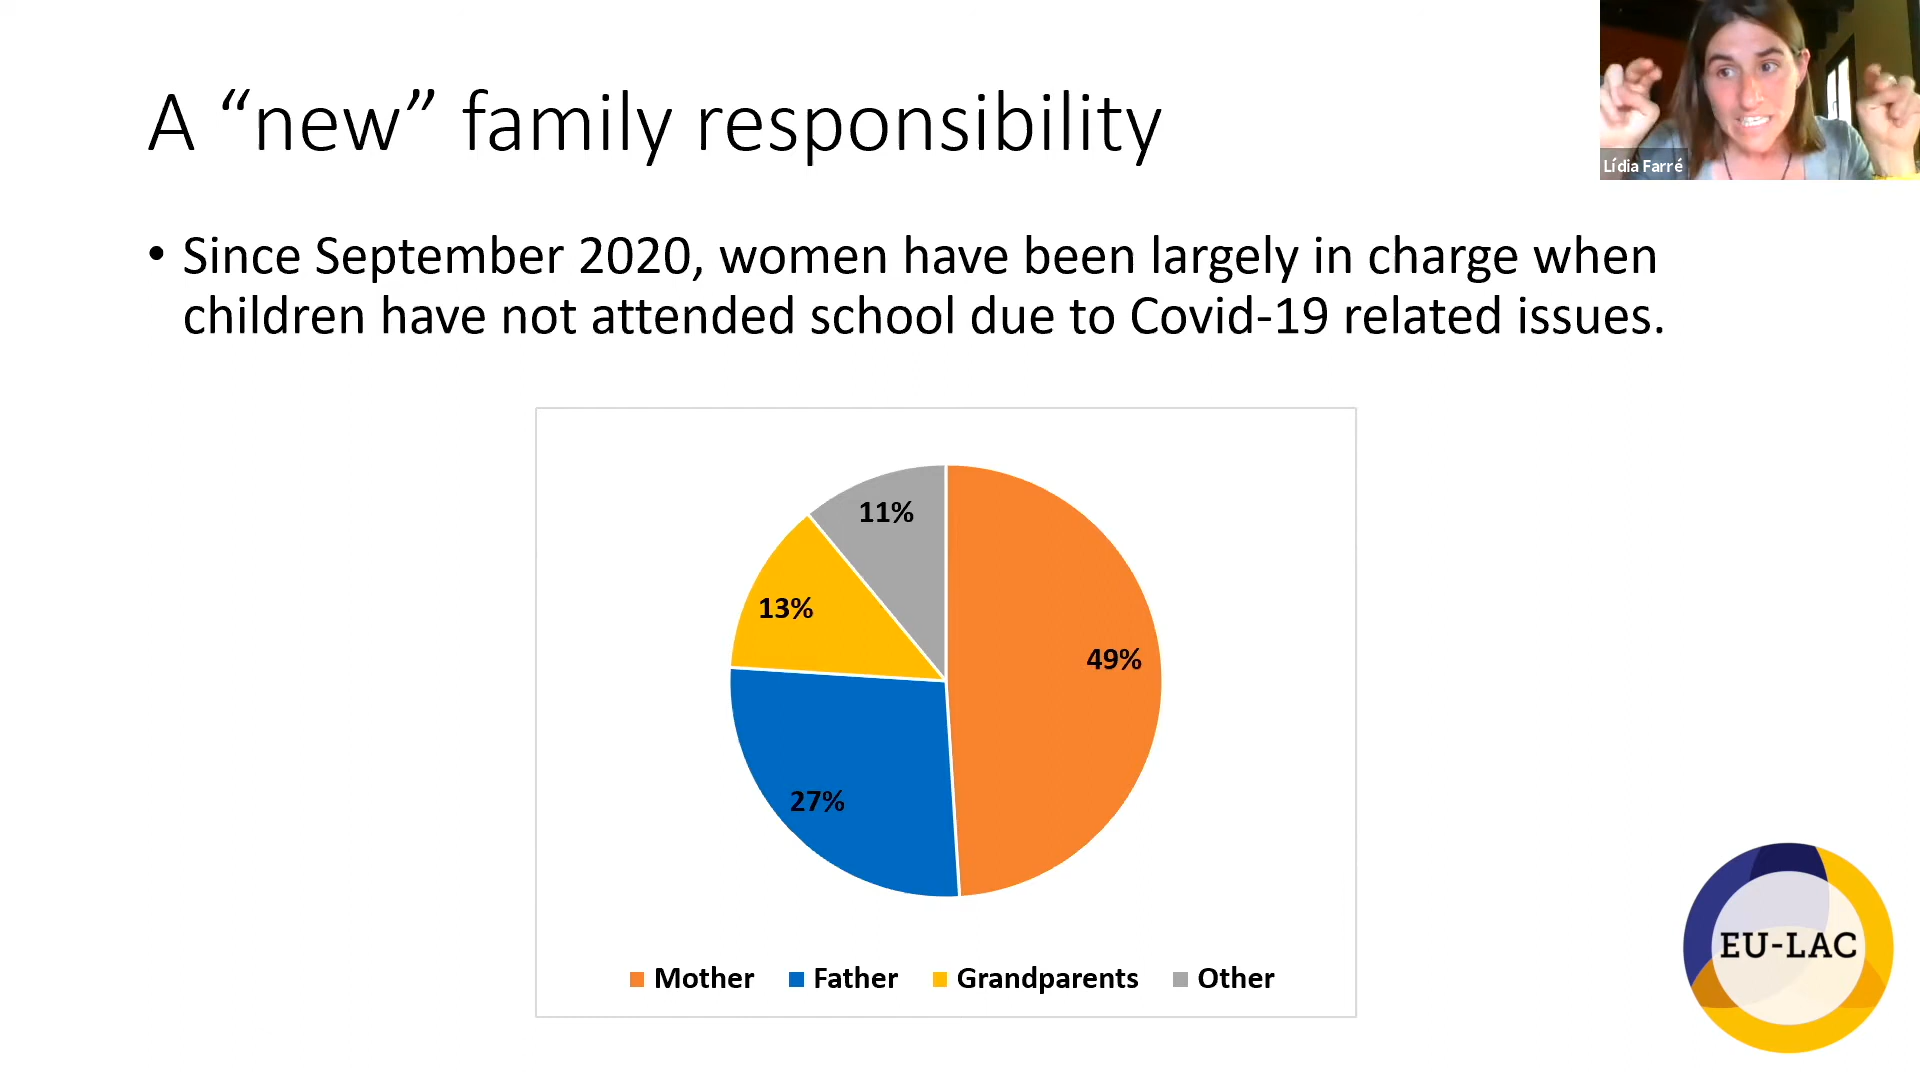 A “new” family responsibility
Lídia Farré
• Since September 2020, women have been largely in charge when
children have not attended school due to Covid-19 related issues.
11%
13%
49%
27%
Mother Father Grandparents Other
EU-LAC